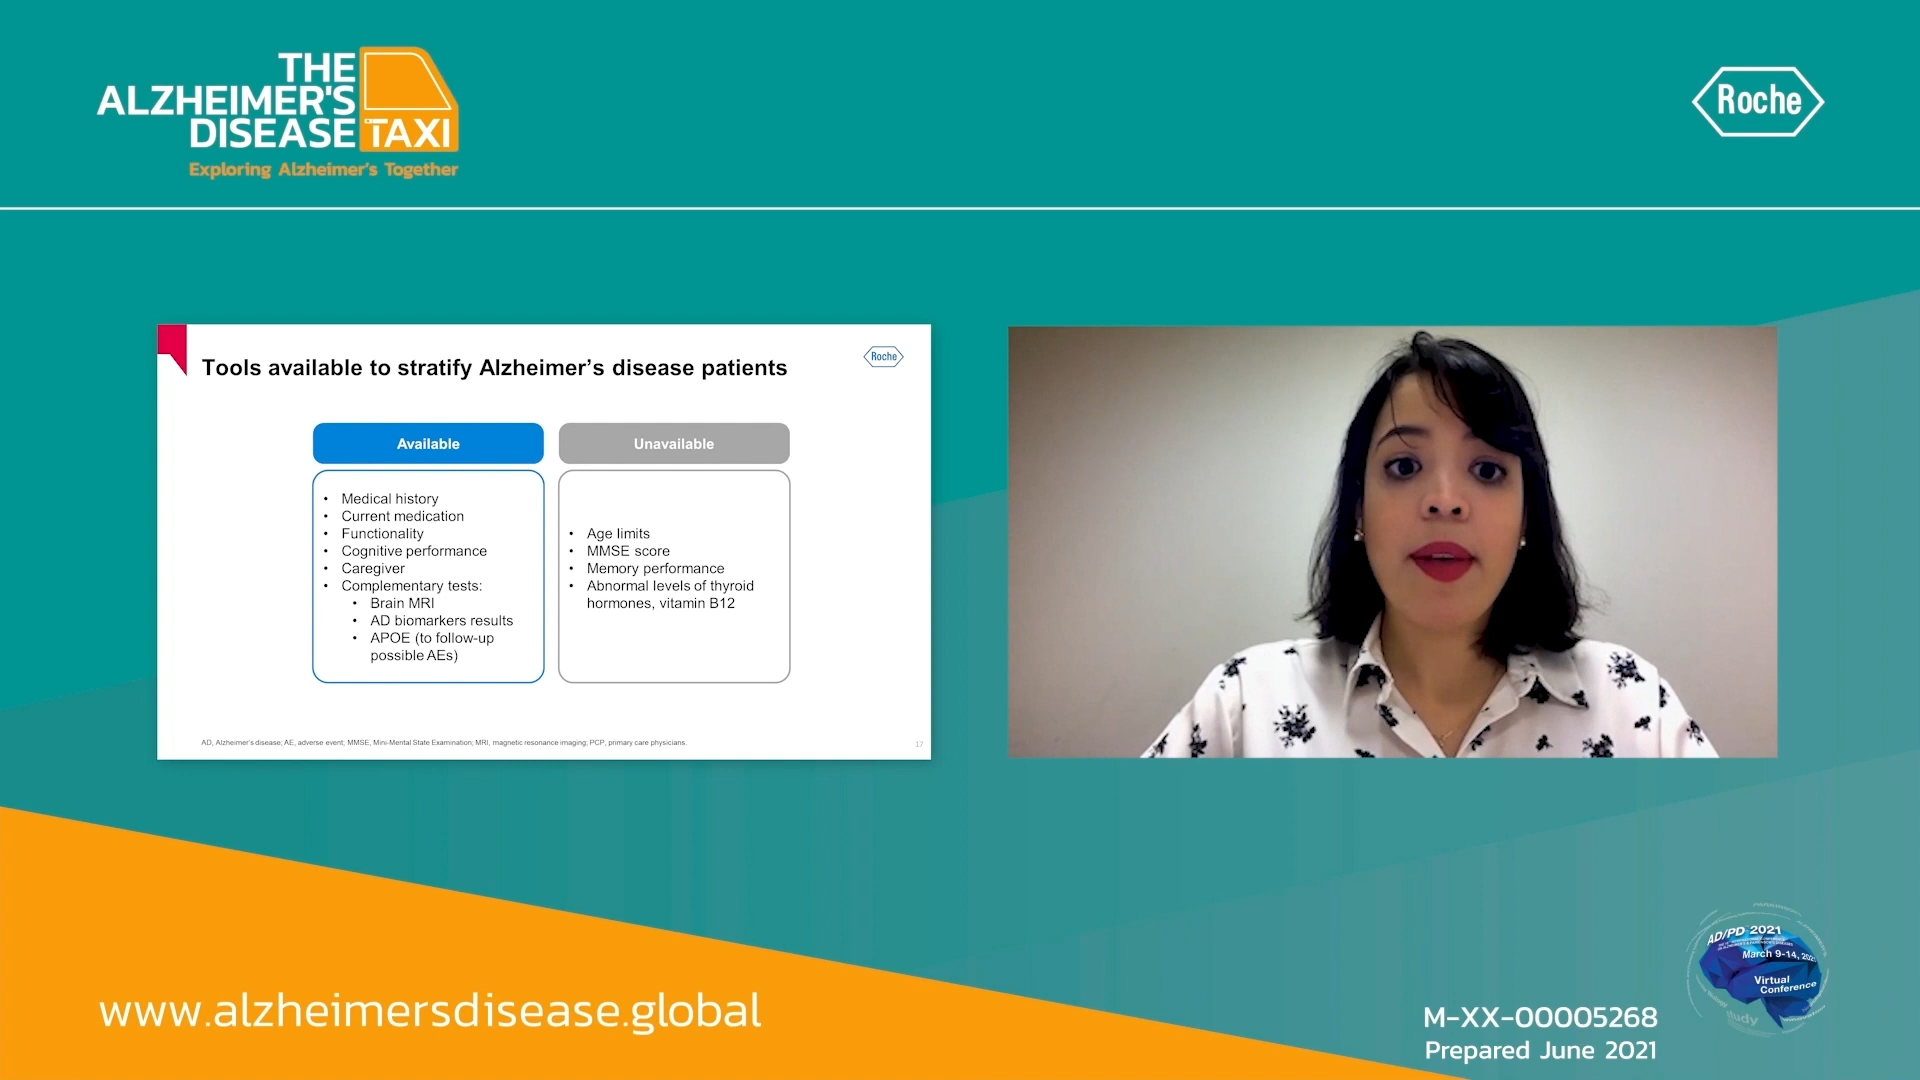 THE
ALZHEIMER'S
DISEASE TAXI
Exploring Alzheimer's Together
Roche
Tools available to stratify Alzheimer's disease patients
Roche
Available
• Medical history
• Current medication
• Functionality
• Cognitive performance
• Caregiver
• Complementary tests:
• Brain MRI
• AD biomarkers results
• APOE (to follow-up
possible AEs)
Unavailable
• Age limits
• MMSE score
• Memory performance
• Abnormal levels of thyroid
hormones, vitamin B12
AD, Alzheimer's disease; AE, adverse event; MMSE, Mini-Mental State Examination; MRI, magnetic resonance imaging; PCP, primary care physicians.
17
www.alzheimersdisease.global
M-XX-00005268
Prepared June 2021
AD/PD 2021
March 9-14, 2021
Virtual
Conference